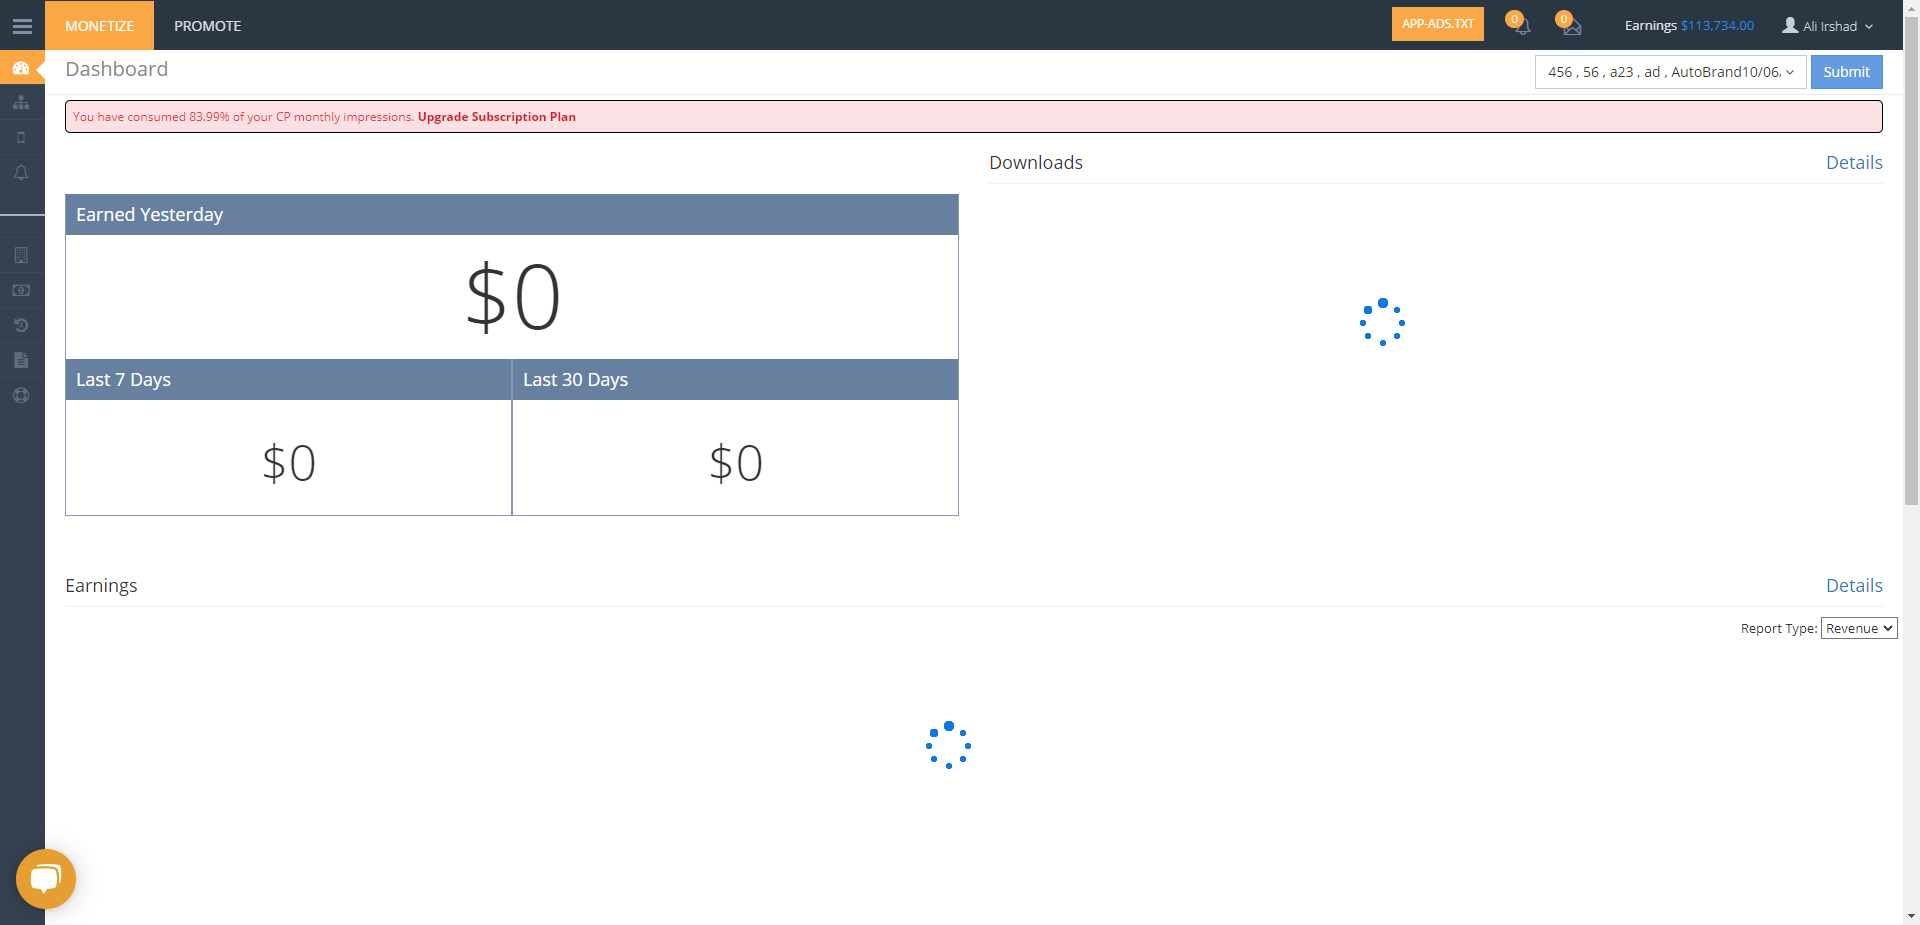 MONETIZE PROMOTE APP-ADS.TXT 0 0 Earnings $113,734.00 Ali Irshad
Dashboard 456 , 56 , a23 , ad , AutoBrand10/06/ Submit
You have consumed 83.99% of your CP monthly impressions. Upgrade Subscription Plan
Downloads Details
Earned Yesterday
$0
Last 7 Days Last 30 Days
$0 $0
Earnings Details
Report Type: Revenue